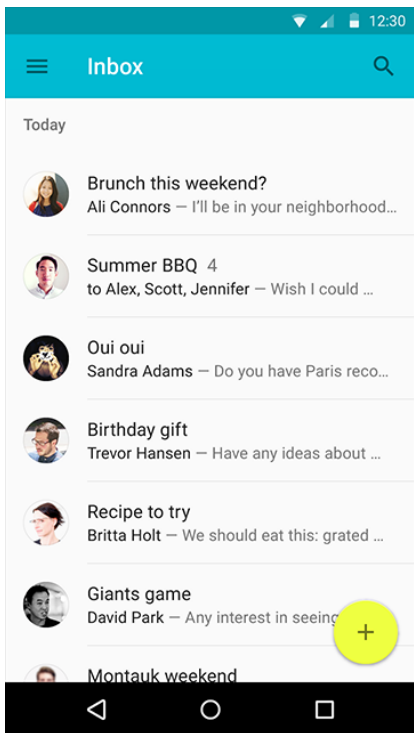 12:30
Inbox
Today
Brunch this weekend?
Ali Connors — I'll be in your neighborhood...
Summer BBQ 4
to Alex, Scott, Jennifer — Wish I could ...
Oui oui
Sandra Adams — Do you have Paris reco...
Birthday gift
Trevor Hansen — Have any ideas about ...
Recipe to try
Britta Holt — We should eat this: grated ...
Giants game
David Park — Any interest in seeing
Montauk weekend